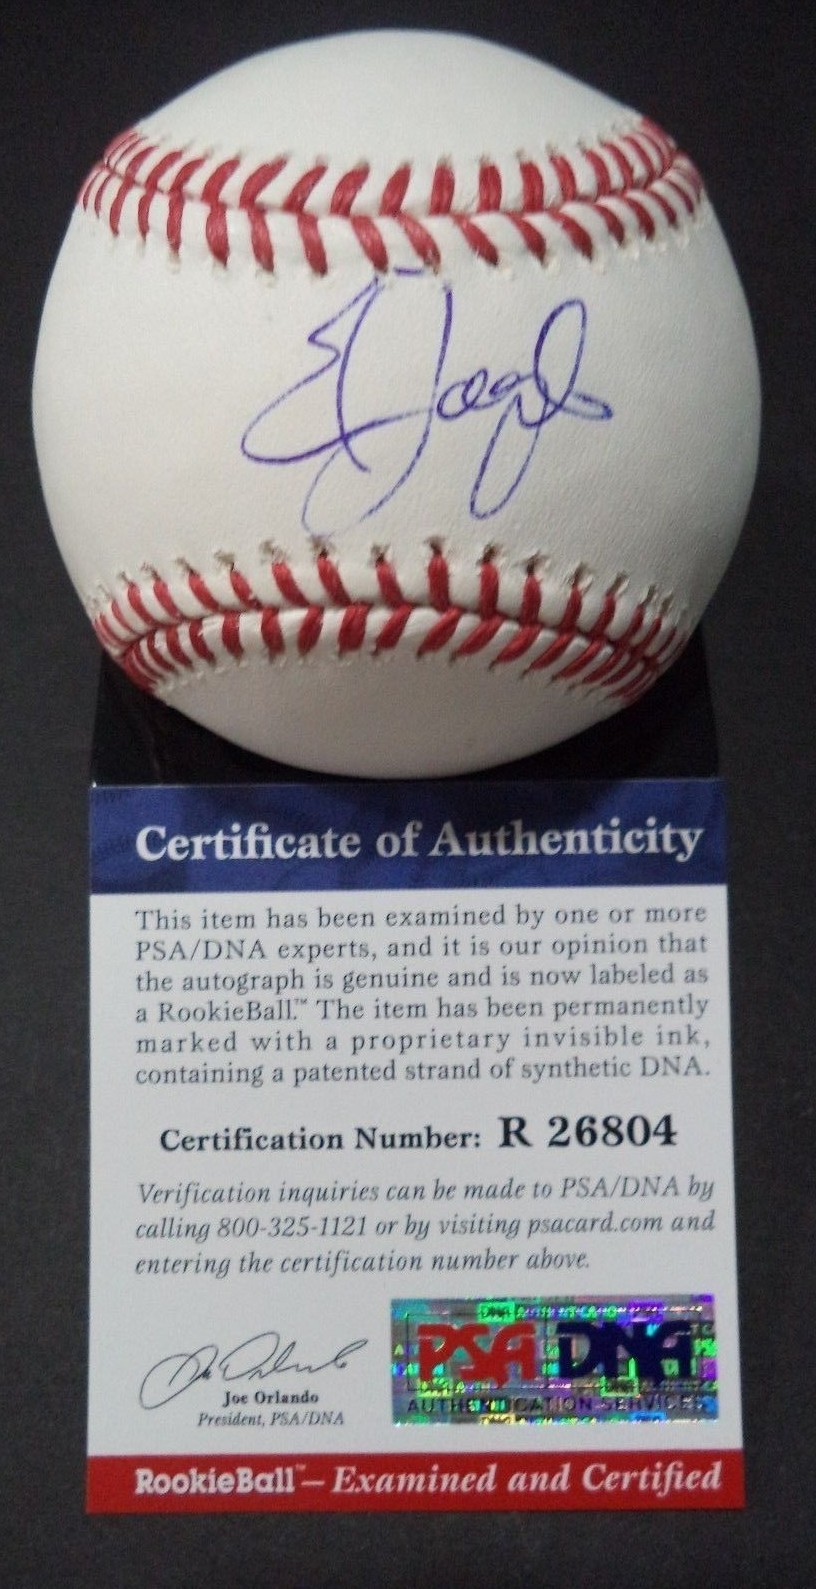 Certificate of Authenticity
This item has been examined by one or more
PSA/DNA experts, and it is our opinion that
the autograph is genuine and is now labeled as
a RookieBall.™ The item has been permanently
marked with a proprietary invisible ink,
containing a patented strand of synthetic DNA.
Certification Number: R 26804
Verification inquiries can be made to PSA/DNA by
calling 800-325-1121 or by visiting psacard.com and
entering the certification number above.
Joe Orlando
President, PSA/DNA
PSA DNA
AUTHENTICATION SERVICES
RookieBall™—Examined and Certified